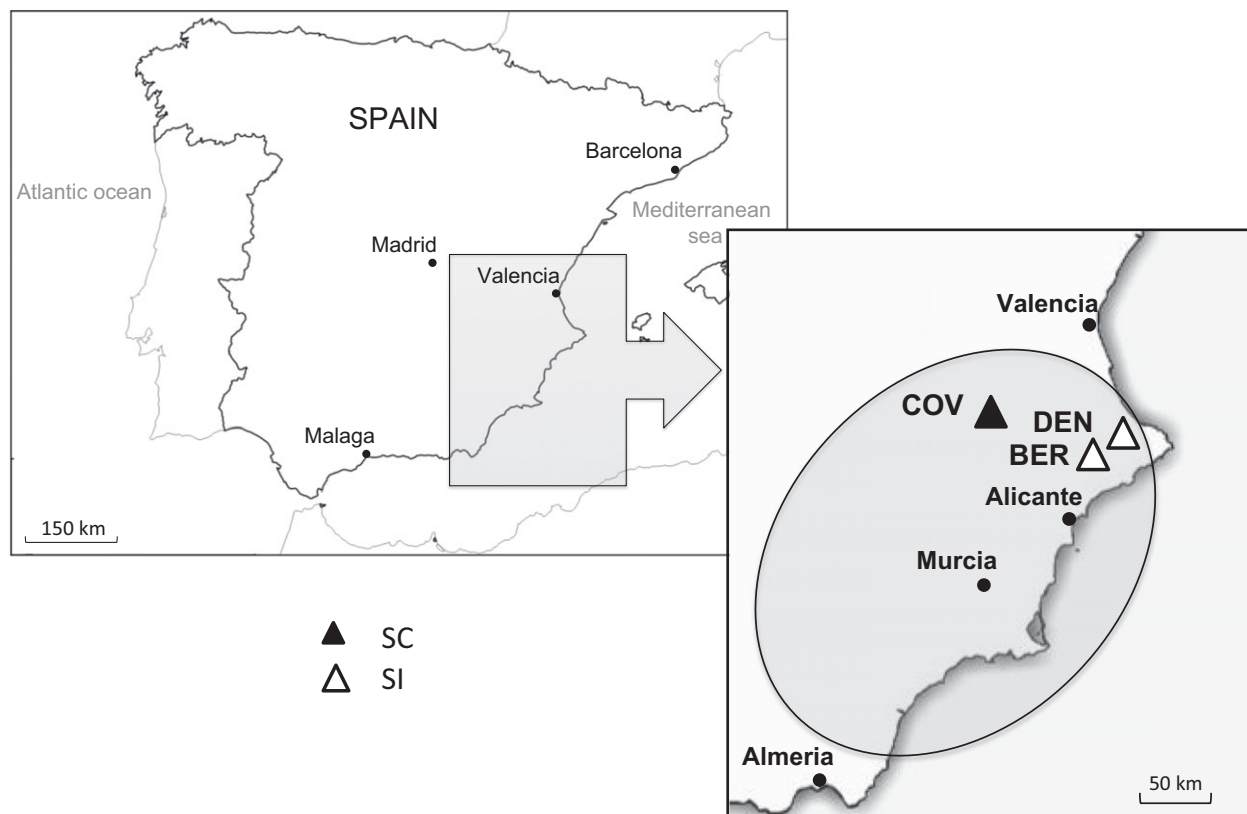 SPAIN
Barcelona
Atlantic ocean
Mediterranean
sea
Madrid
Valencia
Malaga
150 km
Valencia
COV
DEN
BER
Alicante
Murcia
Almeria
50 km
SC
SI